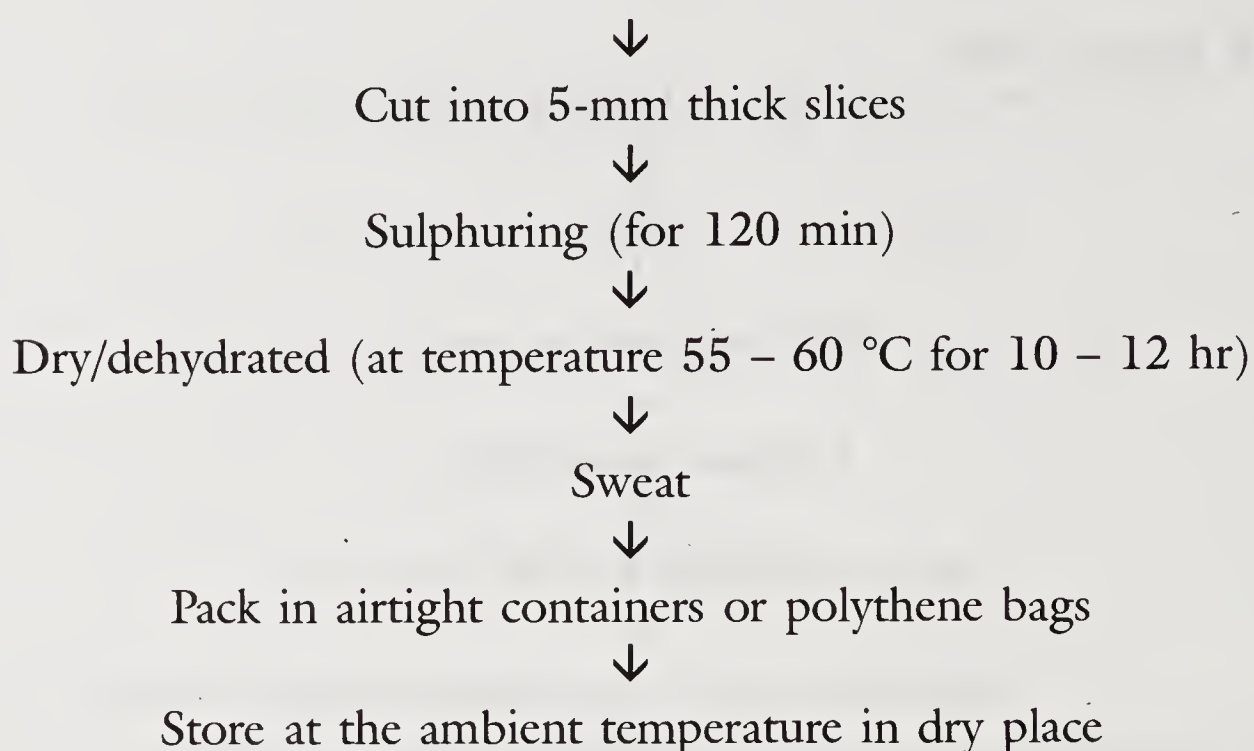 ↓
Cut into 5-mm thick slices
↓
Sulphuring (for 120 min)
↓
Dry/dehydrated (at temperature 55 – 60 °C for 10 – 12 hr)
↓
Sweat
↓
Pack in airtight containers or polythene bags
↓
Store at the ambient temperature in dry place